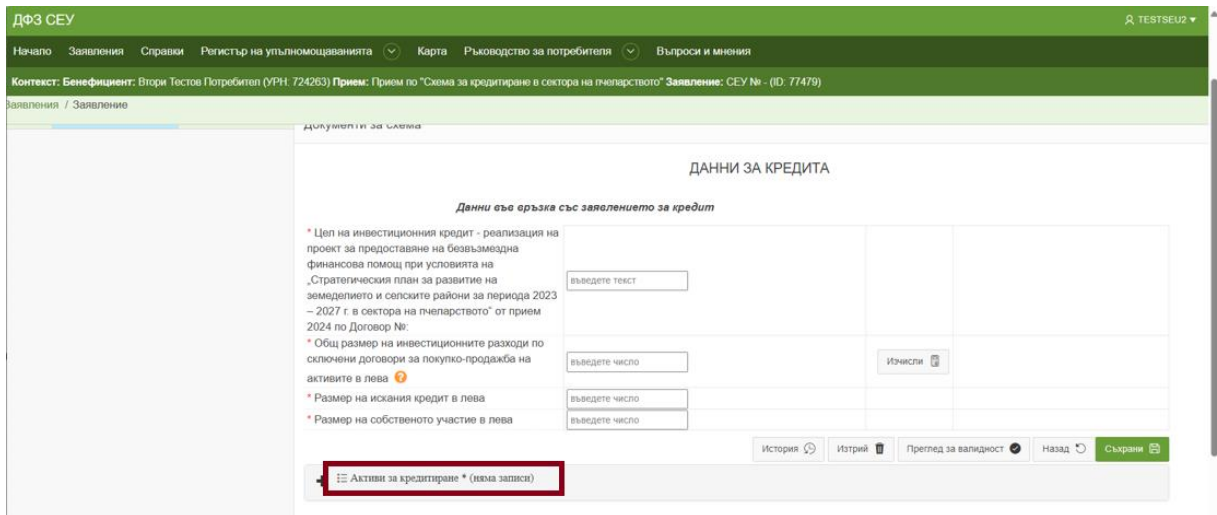 ДФЗ СЕУ
TESTSEU2
Начало Заявления Справки Регистър на упълномощаванията Карта Ръководство за потребителя Въпроси и мнения
Контекст: Бенефициент: Втори Тестов Потребител (УРН: 724263) Прием: Прием по "Схема за кредитиране в сектора на пчеларството" Заявление: СЕУ № - (ID: 77479)
Заявления / Заявление
Документи за схема
ДАННИ ЗА КРЕДИТА
Данни във връзка със заявлението за кредит
* Цел на инвестиционния кредит - реализация на
проект за предоставяне на безвъзмездна
финансова помощ при условията на
„Стратегическия план за развитие на
земеделието и селските райони за периода 2023
– 2027 г. в сектора на пчеларството“ от прием
2024 по Договор №:
въведете текст
* Общ размер на инвестиционните разходи по
сключени договори за покупко-продажба на
активите в лева ?
въведете число
Изчисли
* Размер на искания кредит в лева
въведете число
* Размер на собственото участие в лева
въведете число
История Изтрий Преглед за валидност Назад Съхрани
Активи за кредитиране * (няма записи)